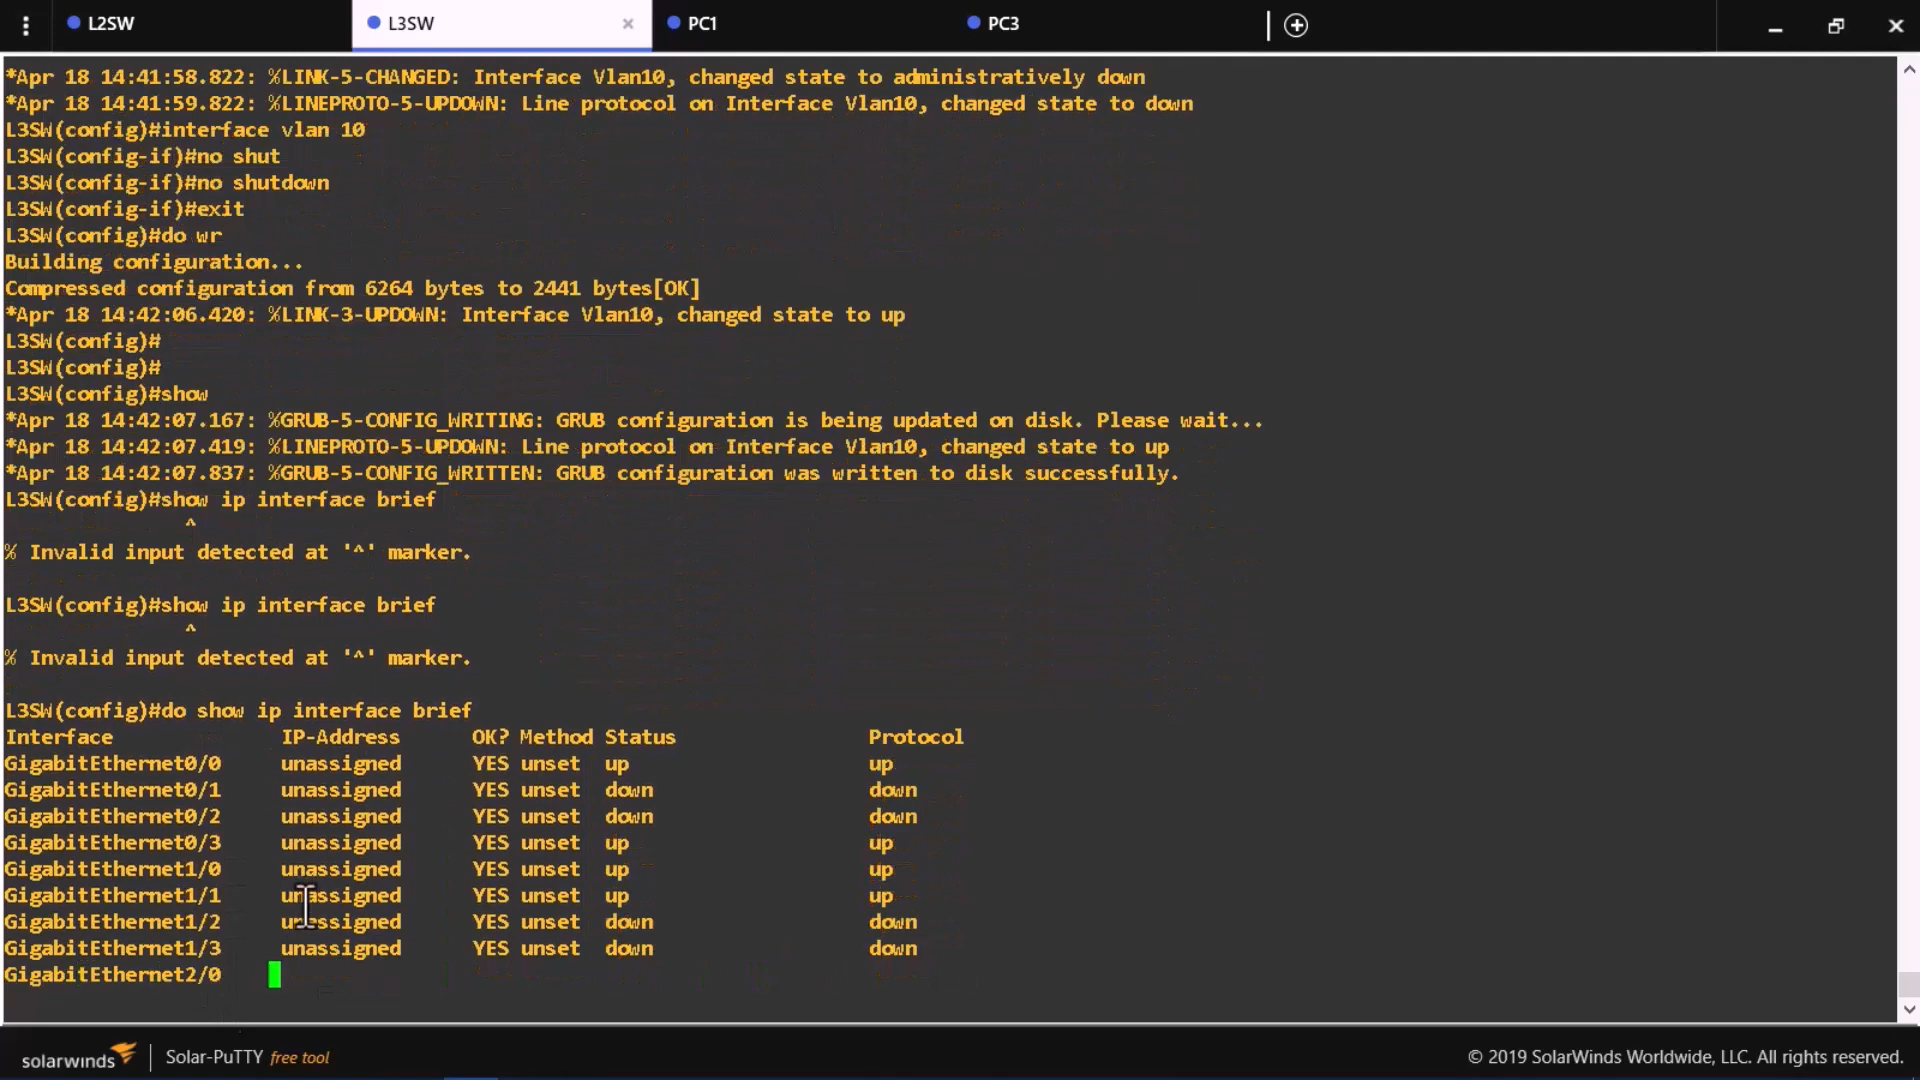 L2SW
L3SW
PC1
PC3
*Apr 18 14:41:58.822: %LINK-5-CHANGED: Interface Vlan10, changed state to administratively down
*Apr 18 14:41:59.822: %LINEPROTO-5-UPDOWN: Line protocol on Interface Vlan10, changed state to down
L3SW(config)#interface vlan 10
L3SW(config-if)#no shut
L3SW(config-if)#no shutdown
L3SW(config-if)#exit
L3SW(config)#do wr
Building configuration...
Compressed configuration from 6264 bytes to 2441 bytes[OK]
*Apr 18 14:42:06.420: %LINK-3-UPDOWN: Interface Vlan10, changed state to up
L3SW(config)#
L3SW(config)#
L3SW(config)#show
*Apr 18 14:42:07.167: %GRUB-5-CONFIG_WRITING: GRUB configuration is being updated on disk. Please wait...
*Apr 18 14:42:07.419: %LINEPROTO-5-UPDOWN: Line protocol on Interface Vlan10, changed state to up
*Apr 18 14:42:07.837: %GRUB-5-CONFIG_WRITTEN: GRUB configuration was written to disk successfully.
L3SW(config)#show ip interface brief
^
% Invalid input detected at '^' marker.
L3SW(config)#show ip interface brief
^
% Invalid input detected at '^' marker.
L3SW(config)#do show ip interface brief
Interface IP-Address OK? Method Status Protocol
GigabitEthernet0/0 unassigned YES unset up up
GigabitEthernet0/1 unassigned YES unset down down
GigabitEthernet0/2 unassigned YES unset down down
GigabitEthernet0/3 unassigned YES unset up up
GigabitEthernet1/0 unassigned YES unset up up
GigabitEthernet1/1 unassigned YES unset up up
GigabitEthernet1/2 unassigned YES unset down down
GigabitEthernet1/3 unassigned YES unset down down
GigabitEthernet2/0
solarwinds Solar-PuTTY free tool © 2019 SolarWinds Worldwide, LLC. All rights reserved.